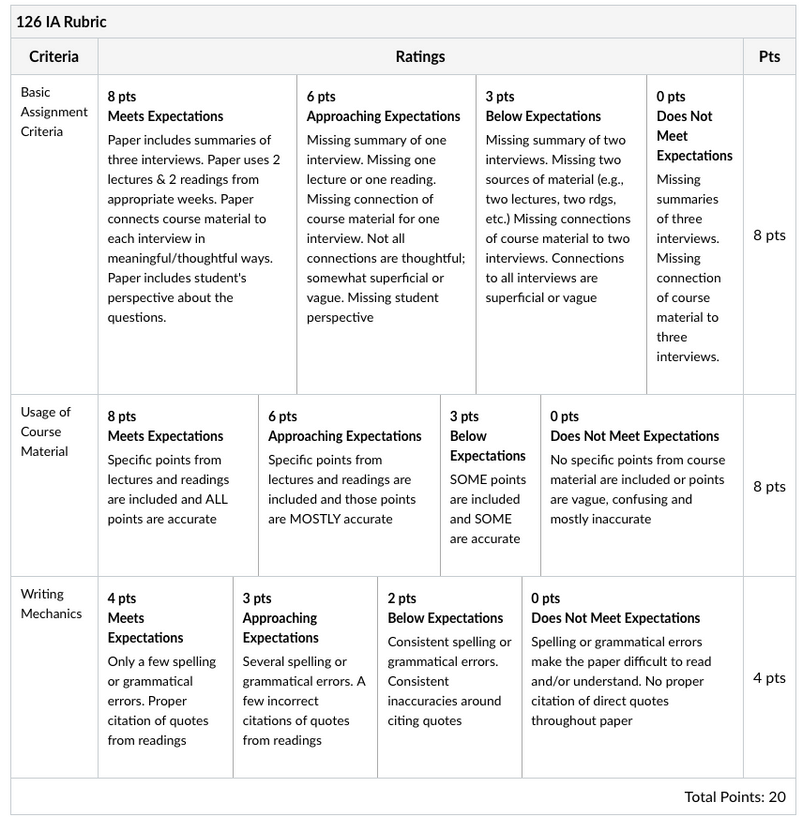 126 IA Rubric
Criteria
Ratings
Pts
Basic
Assignment
Criteria
8 pts
Meets Expectations
Paper includes summaries of
three interviews. Paper uses 2
lectures & 2 readings from
appropriate weeks. Paper
connects course material to
each interview in
meaningful/thoughtful ways.
Paper includes student's
perspective about the
questions.
6 pts
Approaching Expectations
Missing summary of one
interview. Missing one
lecture or one reading.
Missing connection of
course material for one
interview. Not all
connections are thoughtful;
somewhat superficial or
vague. Missing student
perspective
3 pts
Below Expectations
Missing summary of two
interviews. Missing two
sources of material (e.g.,
two lectures, two rdgs,
etc.) Missing connections
of course material to two
interviews. Connections
to all interviews are
superficial or vague
0 pts
Does Not
Meet
Expectations
Missing
summaries
of three
interviews.
Missing
connection
of course
material to
three
interviews.
8 pts
Usage of
Course
Material
8 pts
Meets Expectations
Specific points from
lectures and readings
are included and ALL
points are accurate
6 pts
Approaching Expectations
Specific points from
lectures and readings are
included and those points
are MOSTLY accurate
3 pts
Below
Expectations
SOME points
are included
and SOME
are accurate
0 pts
Does Not Meet Expectations
No specific points from course
material are included or points
are vague, confusing and
mostly inaccurate
8 pts
Writing
Mechanics
4 pts
Meets
Expectations
Only a few spelling
or grammatical
errors. Proper
citation of quotes
from readings
3 pts
Approaching
Expectations
Several spelling or
grammatical errors. A
few incorrect
citations of quotes
from readings
2 pts
Below Expectations
Consistent spelling or
grammatical errors.
Consistent
inaccuracies around
citing quotes
0 pts
Does Not Meet Expectations
Spelling or grammatical errors
make the paper difficult to read
and/or understand. No proper
citation of direct quotes
throughout paper
4 pts
Total Points: 20